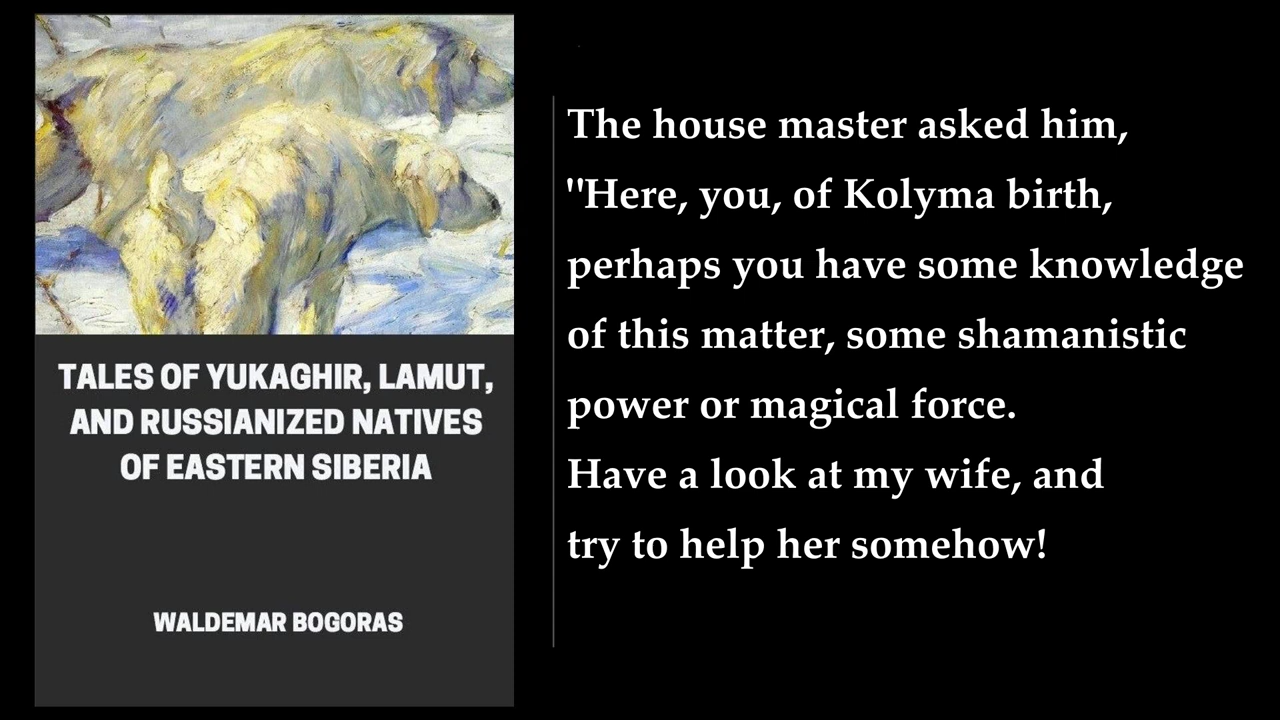 TALES OF YUKAGHIR, LAMUT,
AND RUSSIANIZED NATIVES
OF EASTERN SIBERIA
WALDEMAR BOGORAS
The house master asked him,
"Here, you, of Kolyma birth,
perhaps you have some knowledge
of this matter, some shamanistic
power or magical force.
Have a look at my wife, and
try to help her somehow!